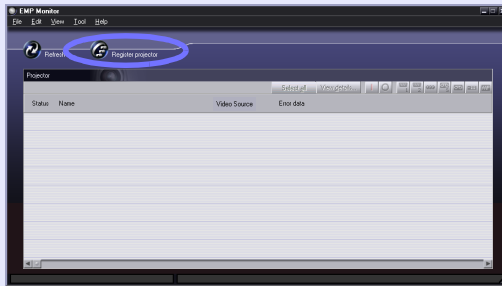 EMP Monitor
File Edit View Tool Help
Refresh Register projector
Projector
Select all View details
Status Name Video Source Error data